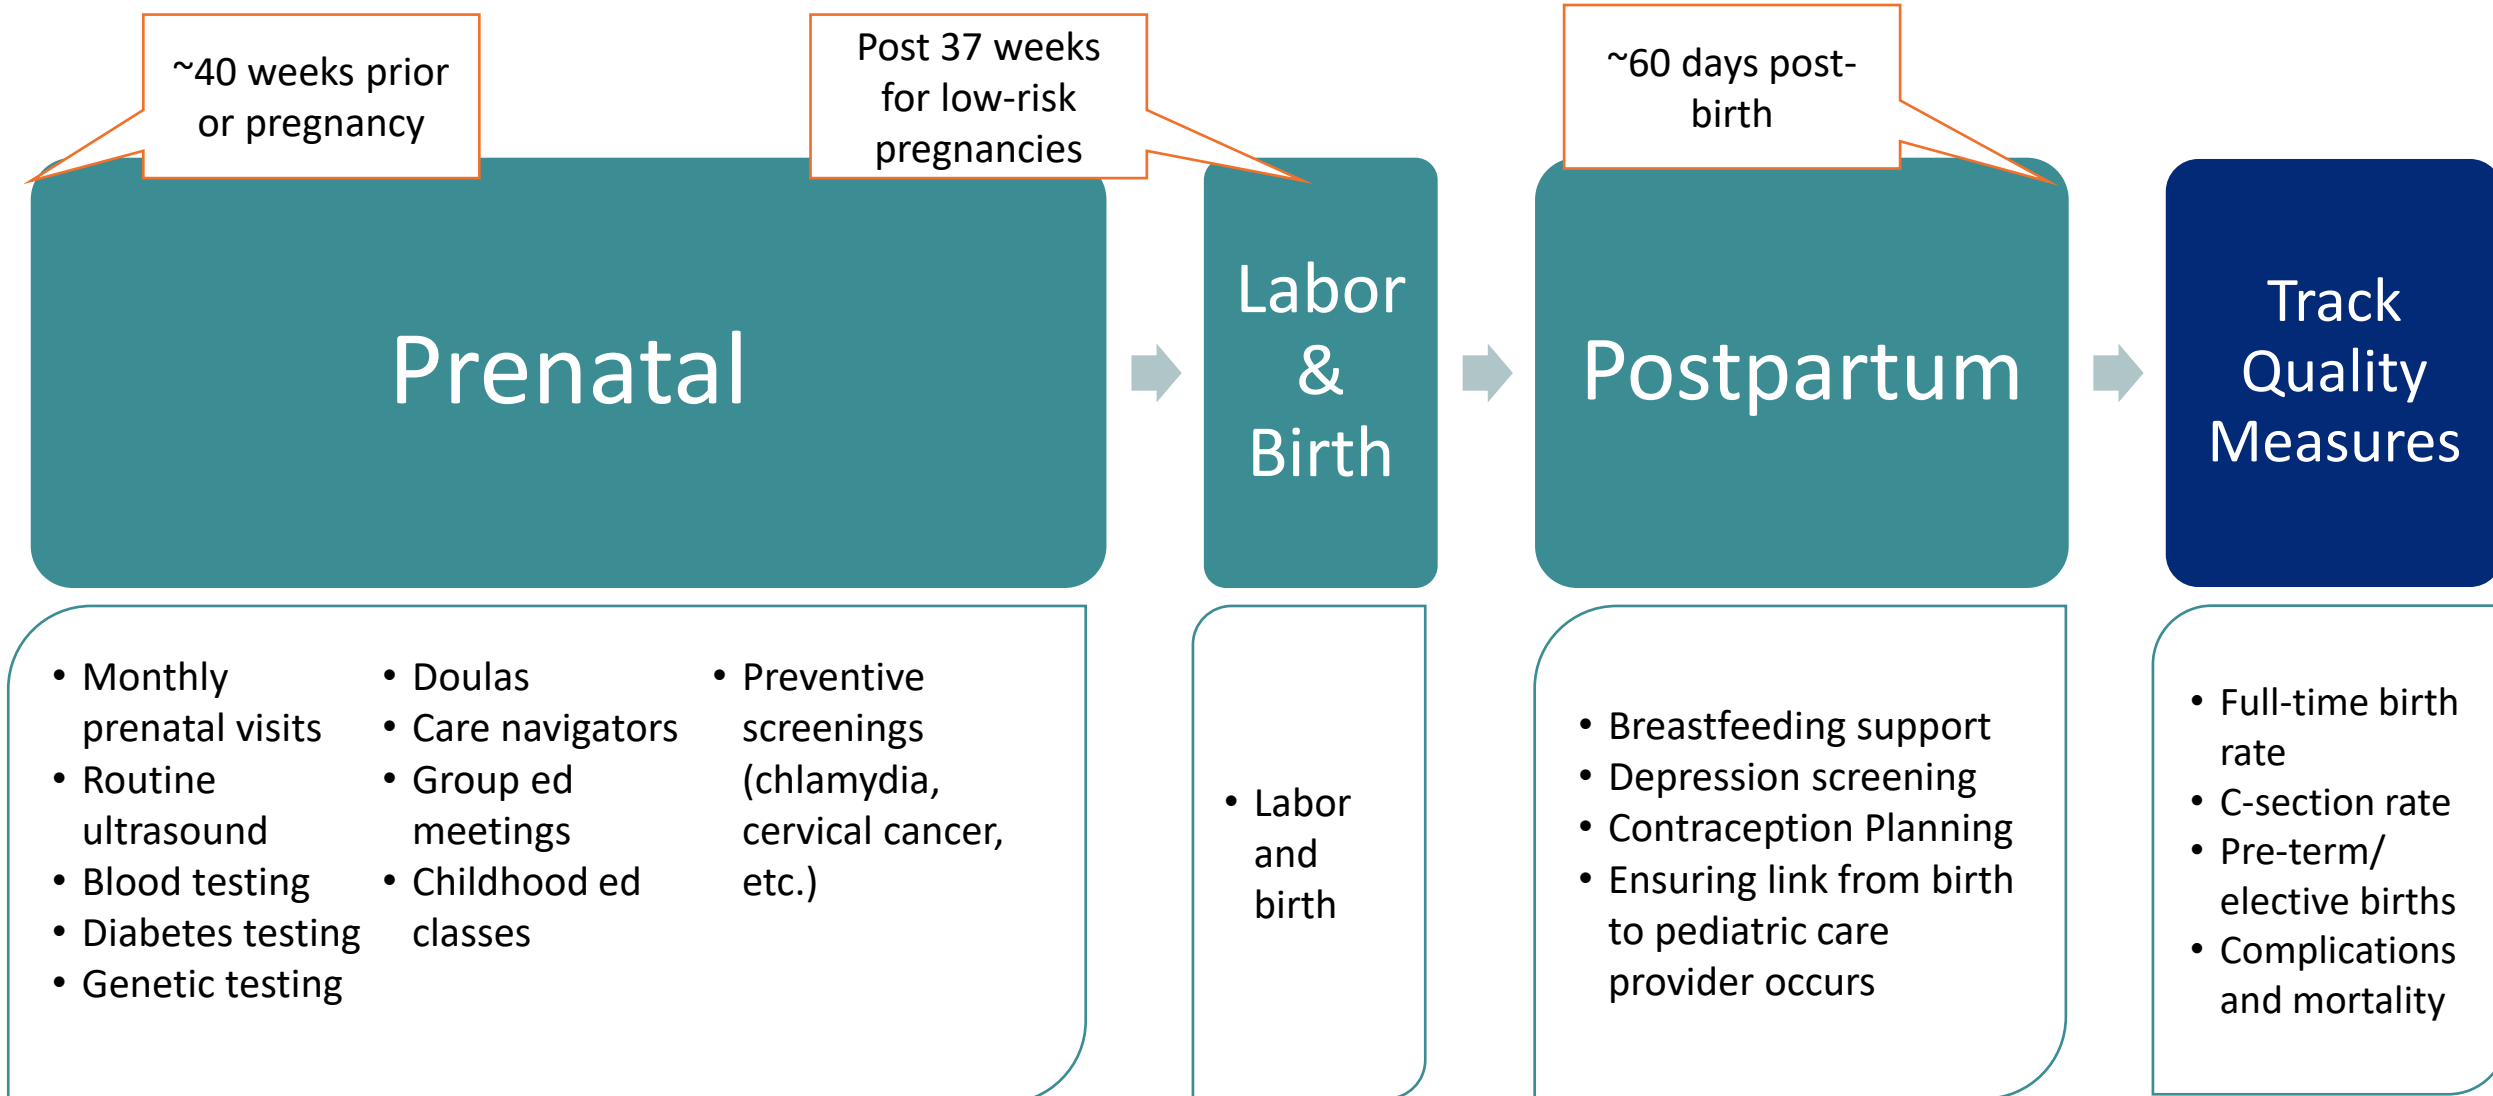 ~40 weeks prior
or pregnancy
Post 37 weeks
for low-risk
pregnancies
~60 days post-
birth
Prenatal
Labor
&
Birth
Postpartum
Track
Quality
Measures
• Monthly
prenatal visits
• Routine
ultrasound
• Blood testing
• Diabetes testing
• Genetic testing
• Doulas
• Care navigators
• Group ed
meetings
• Childhood ed
classes
• Preventive
screenings
(chlamydia,
cervical cancer,
etc.)
• Labor
and
birth
• Breastfeeding support
• Depression screening
• Contraception Planning
• Ensuring link from birth
to pediatric care
provider occurs
• Full-time birth
rate
• C-section rate
• Pre-term/
elective births
• Complications
and mortality